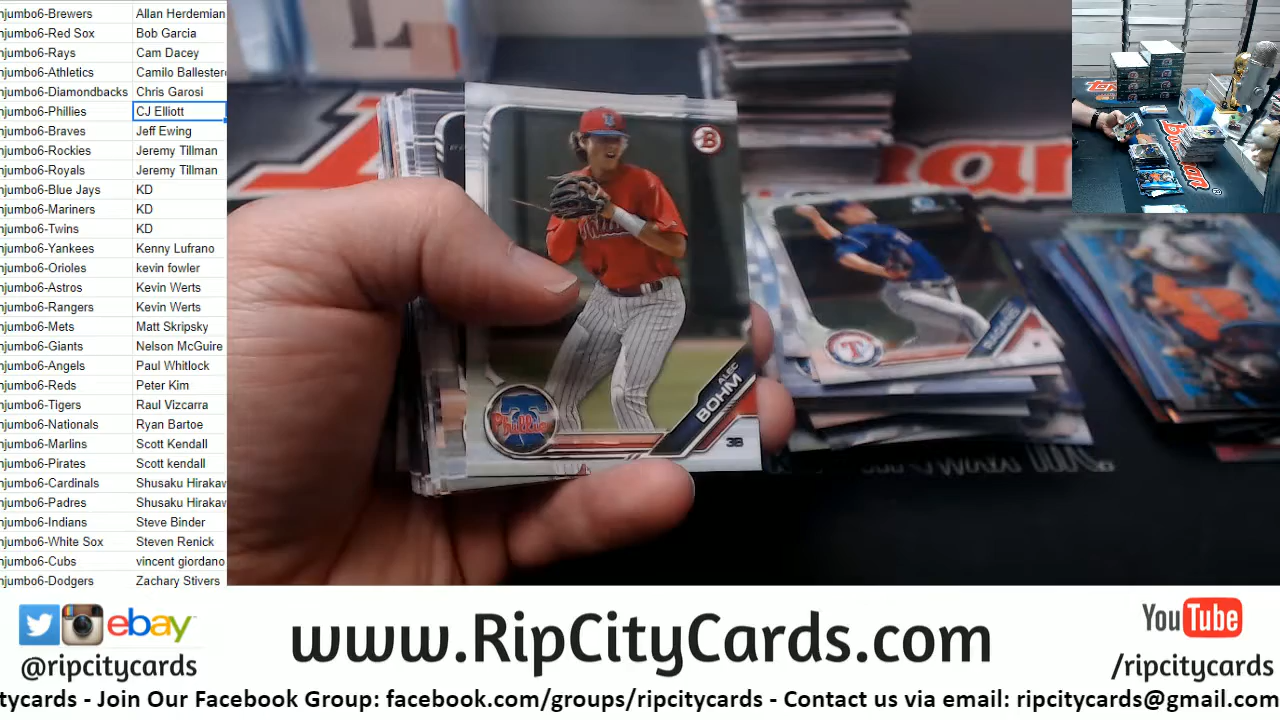 njumbo6-Brewers Allan Herdemian
njumbo6-Red Sox Bob Garcia
njumbo6-Rays Cam Dacey
njumbo6-Athletics Camilo Ballester
njumbo6-Diamondbacks Chris Garosi
njumbo6-Phillies CJ Elliott
njumbo6-Braves Jeff Ewing
njumbo6-Rockies Jeremy Tillman
njumbo6-Royals Jeremy Tillman
njumbo6-Blue Jays KD
njumbo6-Mariners KD
njumbo6-Twins KD
njumbo6-Yankees Kenny Lufrano
njumbo6-Orioles kevin fowler
njumbo6-Astros Kevin Werts
njumbo6-Rangers Kevin Werts
njumbo6-Mets Matt Skripsky
njumbo6-Giants Nelson McGuire
njumbo6-Angels Paul Whitlock
njumbo6-Reds Peter Kim
njumbo6-Tigers Raul Vizcarra
njumbo6-Nationals Ryan Bartoe
njumbo6-Marlins Scott Kendall
njumbo6-Pirates Scott kendall
njumbo6-Cardinals Shusaku Hirakaw
njumbo6-Padres Shusaku Hirakaw
njumbo6-Indians Steve Binder
njumbo6-White Sox Steven Renick
njumbo6-Cubs vincent giordano
njumbo6-Dodgers Zachary Stivers
B
Phillies
ALEC
BOHM
3B
T
ebay
@ripcitycards
www.RipCityCards.com
YouTube
/ripcitycards
tycards - Join Our Facebook Group: facebook.com/groups/ripcitycards - Contact us via email: ripcitycards@gmail.com